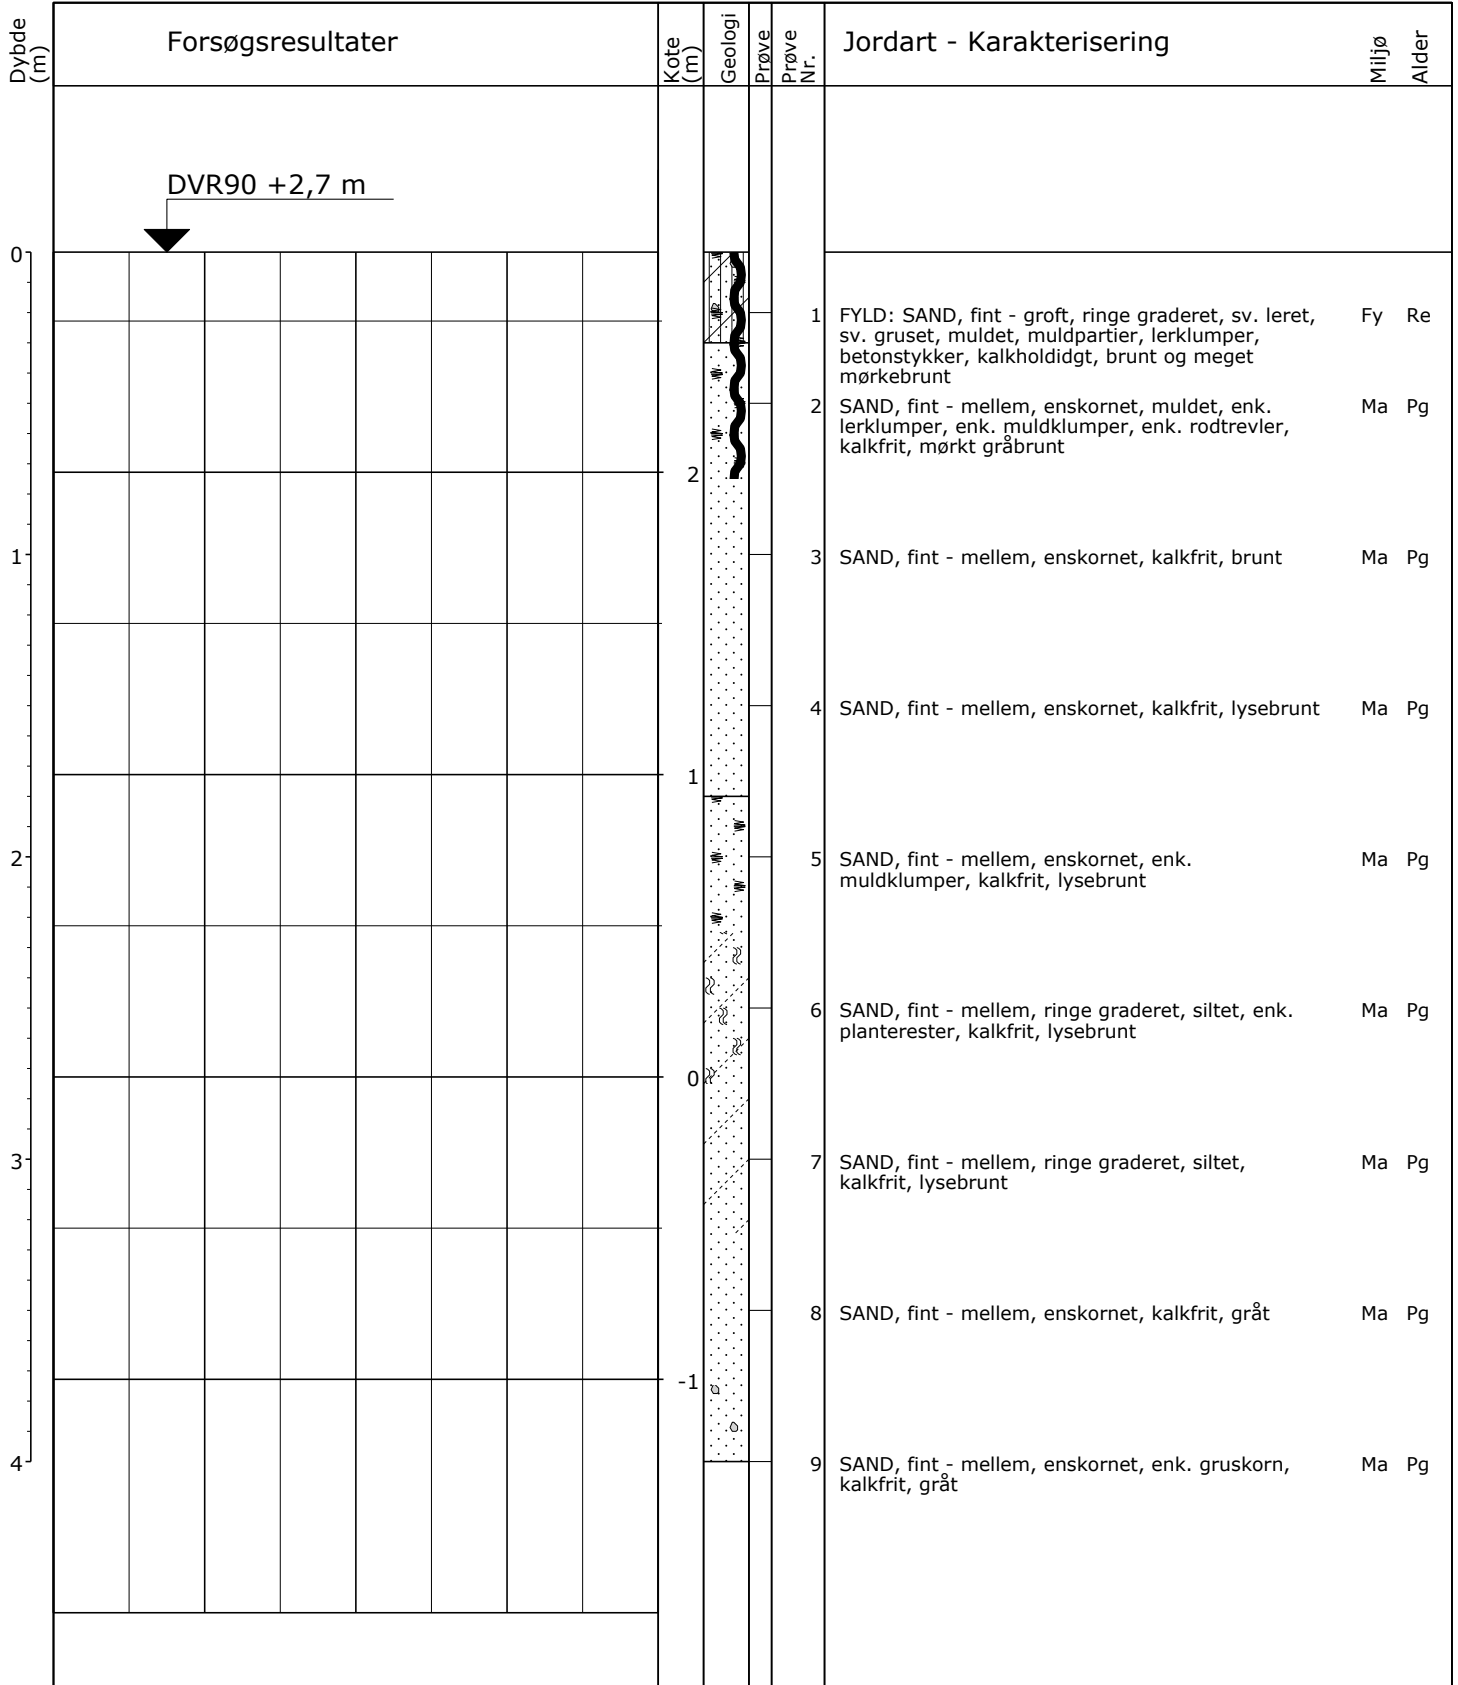 Dybde (m)
Forsøgsresultater
Kote (m)
Geologi
Prøve
Prøve Nr.
Jordart - Karakterisering
Miljø
Alder
DVR90 +2,7 m
0
1 FYLD: SAND, fint - groft, ringe graderet, sv. leret, Fy Re
sv. gruset, muldet, muldpartier, lerklumper,
betonstykker, kalkholdidgt, brunt og meget
mørkebrunt
2 SAND, fint - mellem, enskornet, muldet, enk. Ma Pg
lerklumper, enk. muldklumper, enk. rodtrevler,
kalkfrit, mørkt gråbrunt
2
1 3 SAND, fint - mellem, enskornet, kalkfrit, brunt Ma Pg
4 SAND, fint - mellem, enskornet, kalkfrit, lysebrunt Ma Pg
1
2 5 SAND, fint - mellem, enskornet, enk. Ma Pg
muldklumper, kalkfrit, lysebrunt
6 SAND, fint - mellem, ringe graderet, siltet, enk. Ma Pg
planterester, kalkfrit, lysebrunt
0
3 7 SAND, fint - mellem, ringe graderet, siltet, Ma Pg
kalkfrit, lysebrunt
8 SAND, fint - mellem, enskornet, kalkfrit, gråt Ma Pg
-1
4 9 SAND, fint - mellem, enskornet, enk. gruskorn, Ma Pg
kalkfrit, gråt